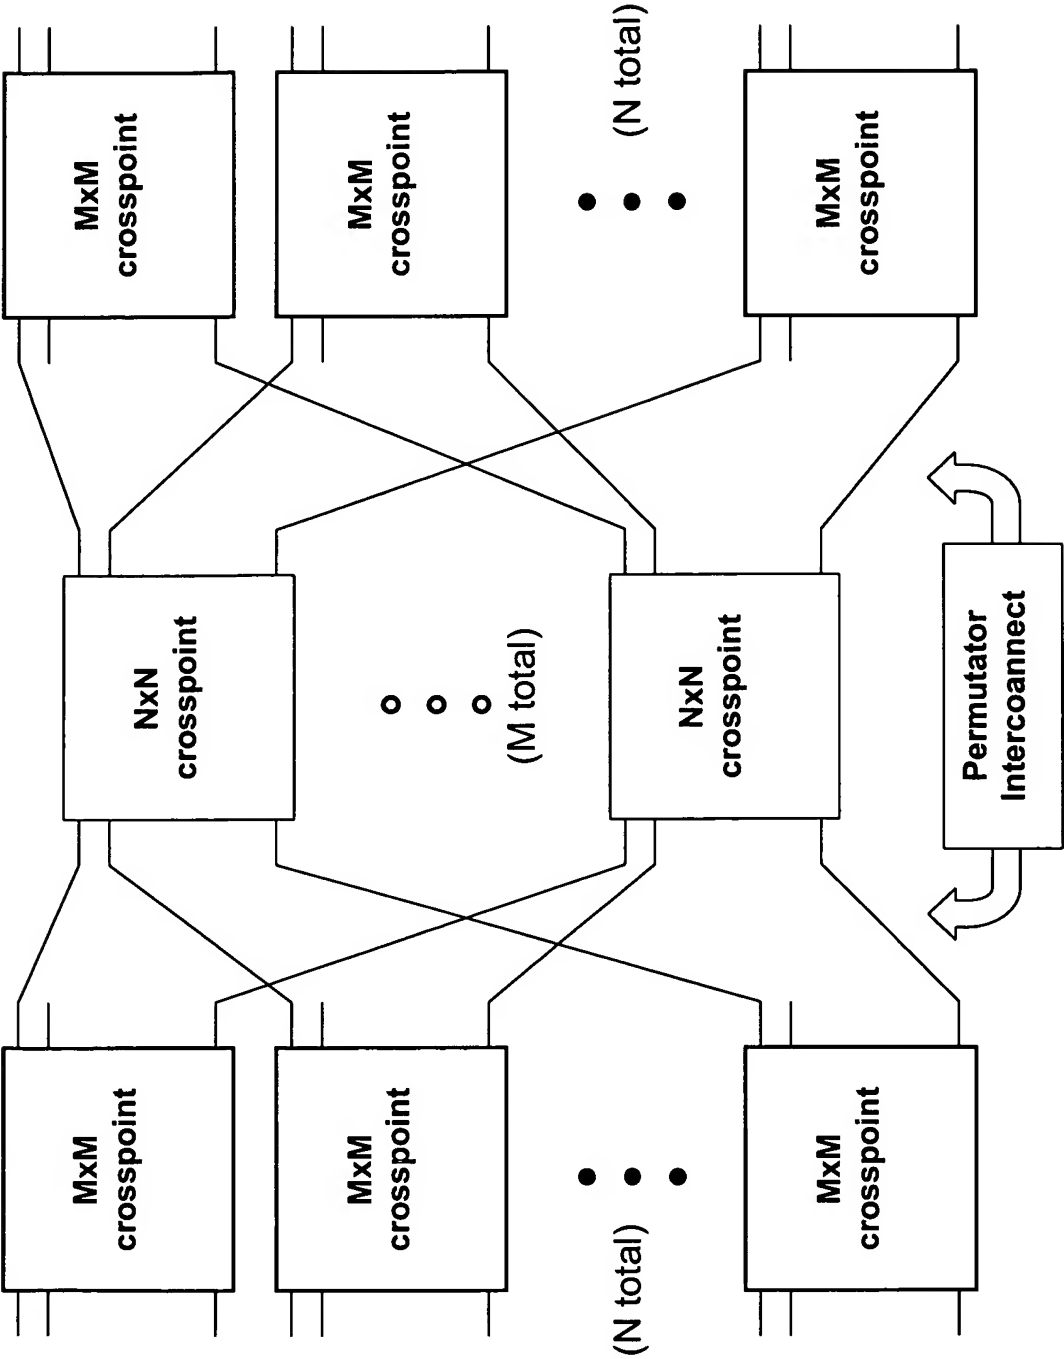 MxM
crosspoint
MxM
crosspoint
(N total)
MxM
crosspoint
NxN
crosspoint
(M total)
NxN
crosspoint
Permutator
Intercoannect
MxM
crosspoint
MxM
crosspoint
(N total)
MxM
crosspoint